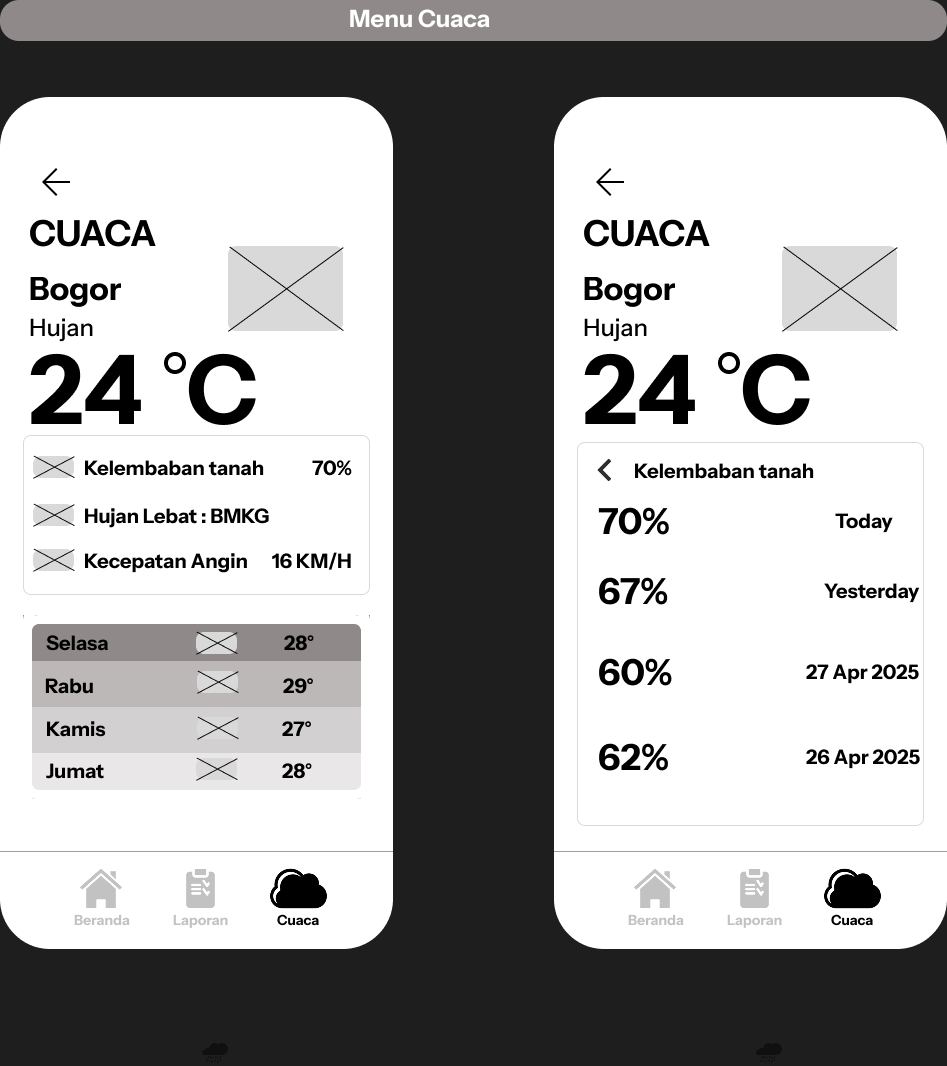 Menu Cuaca
CUACA
Bogor
Hujan
24 °C
Kelembaban tanah 70%
Hujan Lebat : BMKG
Kecepatan Angin 16 KM/H
Selasa 28°
Rabu 29°
Kamis 27°
Jumat 28°
Beranda Laporan Cuaca
CUACA
Bogor
Hujan
24 °C
Kelembaban tanah
70% Today
67% Yesterday
60% 27 Apr 2025
62% 26 Apr 2025
Beranda Laporan Cuaca